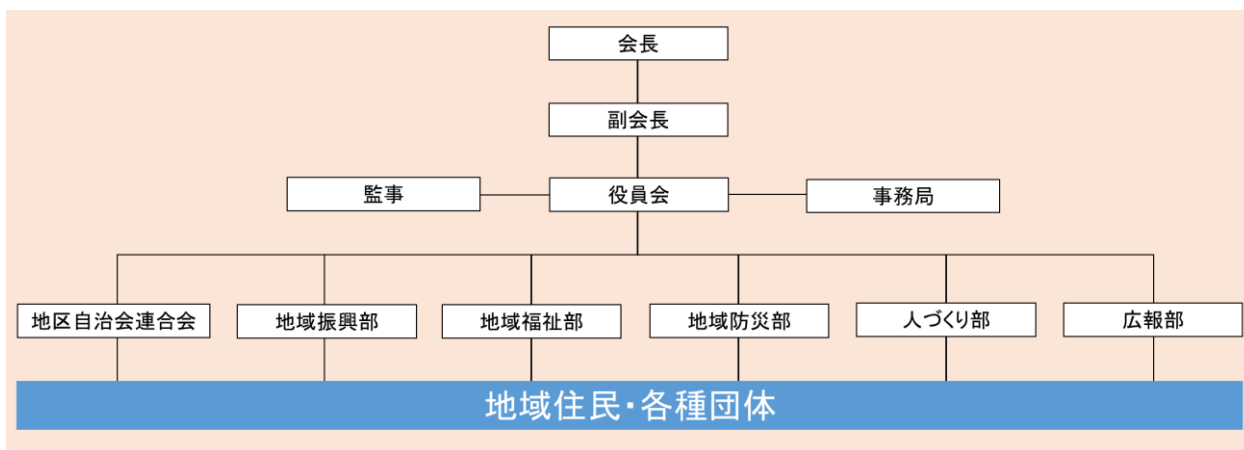 会長
副会長
監事
役員会
事務局
地区自治会連合会
地域振興部
地域福祉部
地域防災部
人づくり部
広報部
地域住民・各種団体